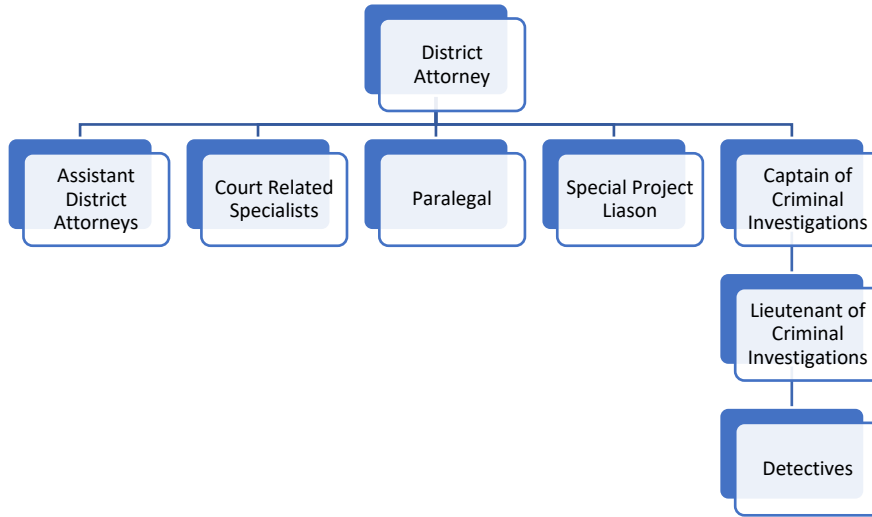 District
Attorney
Assistant
District
Attorneys
Court Related
Specialists
Paralegal
Special Project
Liason
Captain of
Criminal
Investigations
Lieutenant of
Criminal
Investigations
Detectives